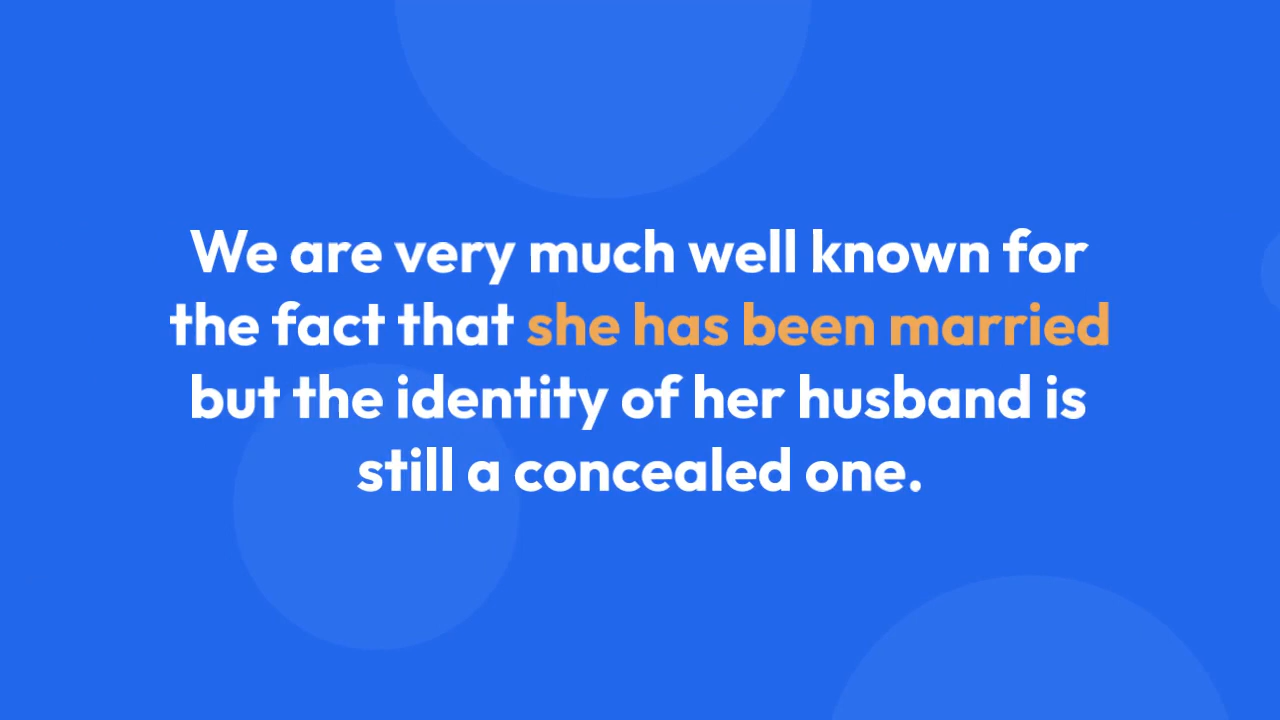 We are very much well known for
the fact that she has been married
but the identity of her husband is
still a concealed one.